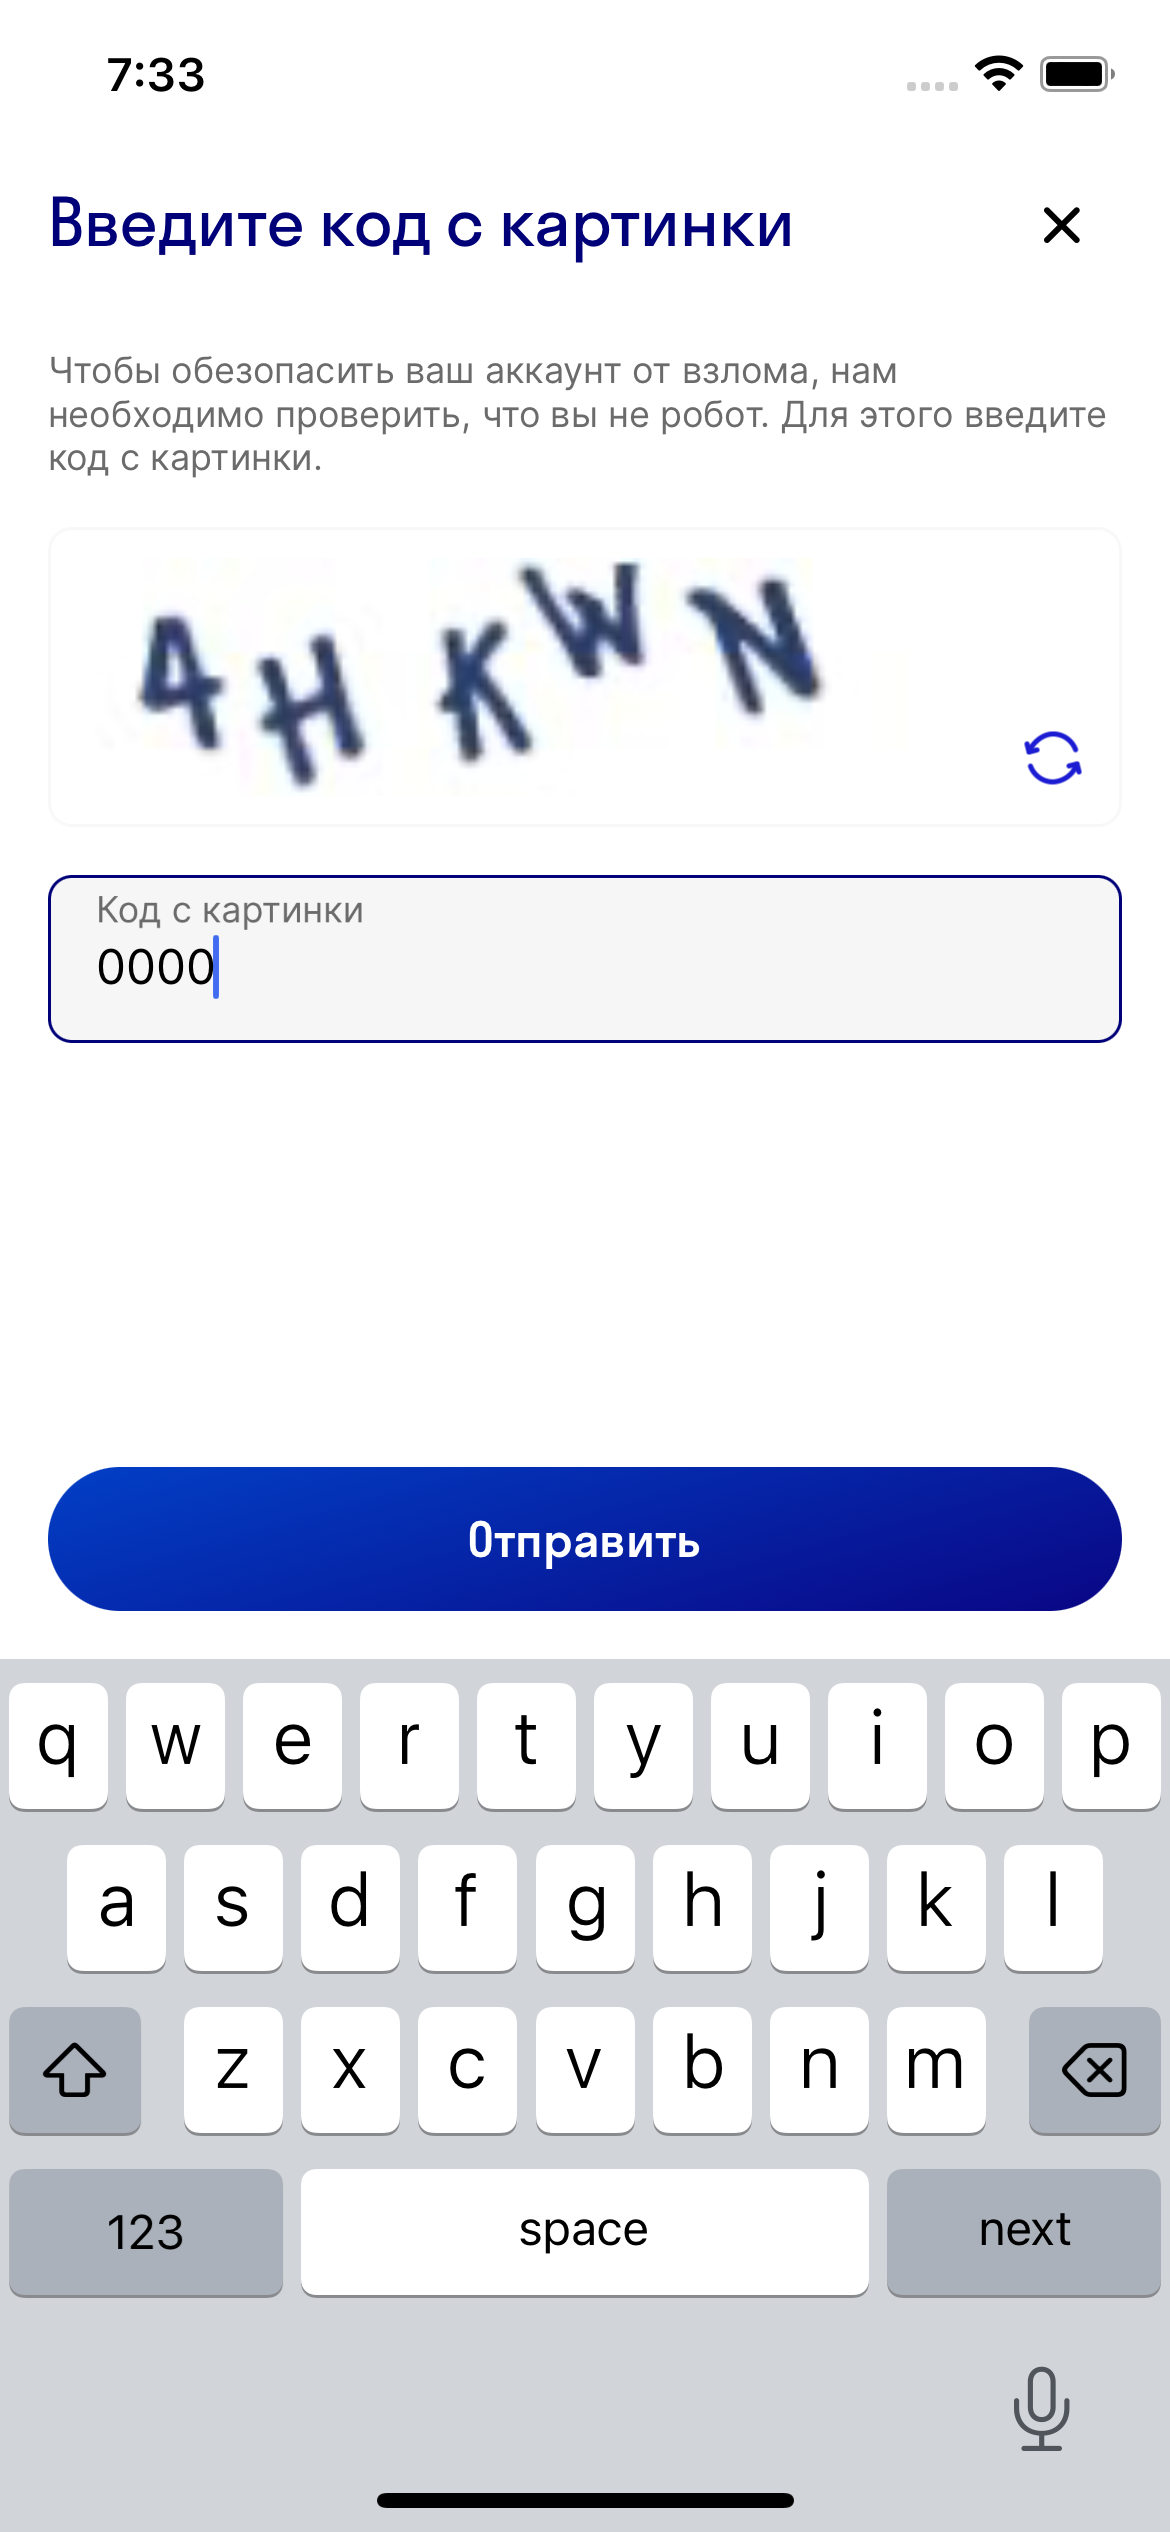 7:33
Введите код с картинки
Чтобы обезопасить ваш аккаунт от взлома, нам
необходимо проверить, что вы не робот. Для этого введите
код с картинки.
4HKWN
Код с картинки
0000
Отправить
q w e r t y u i o p
a s d f g h j k l
z x c v b n m
123 space next